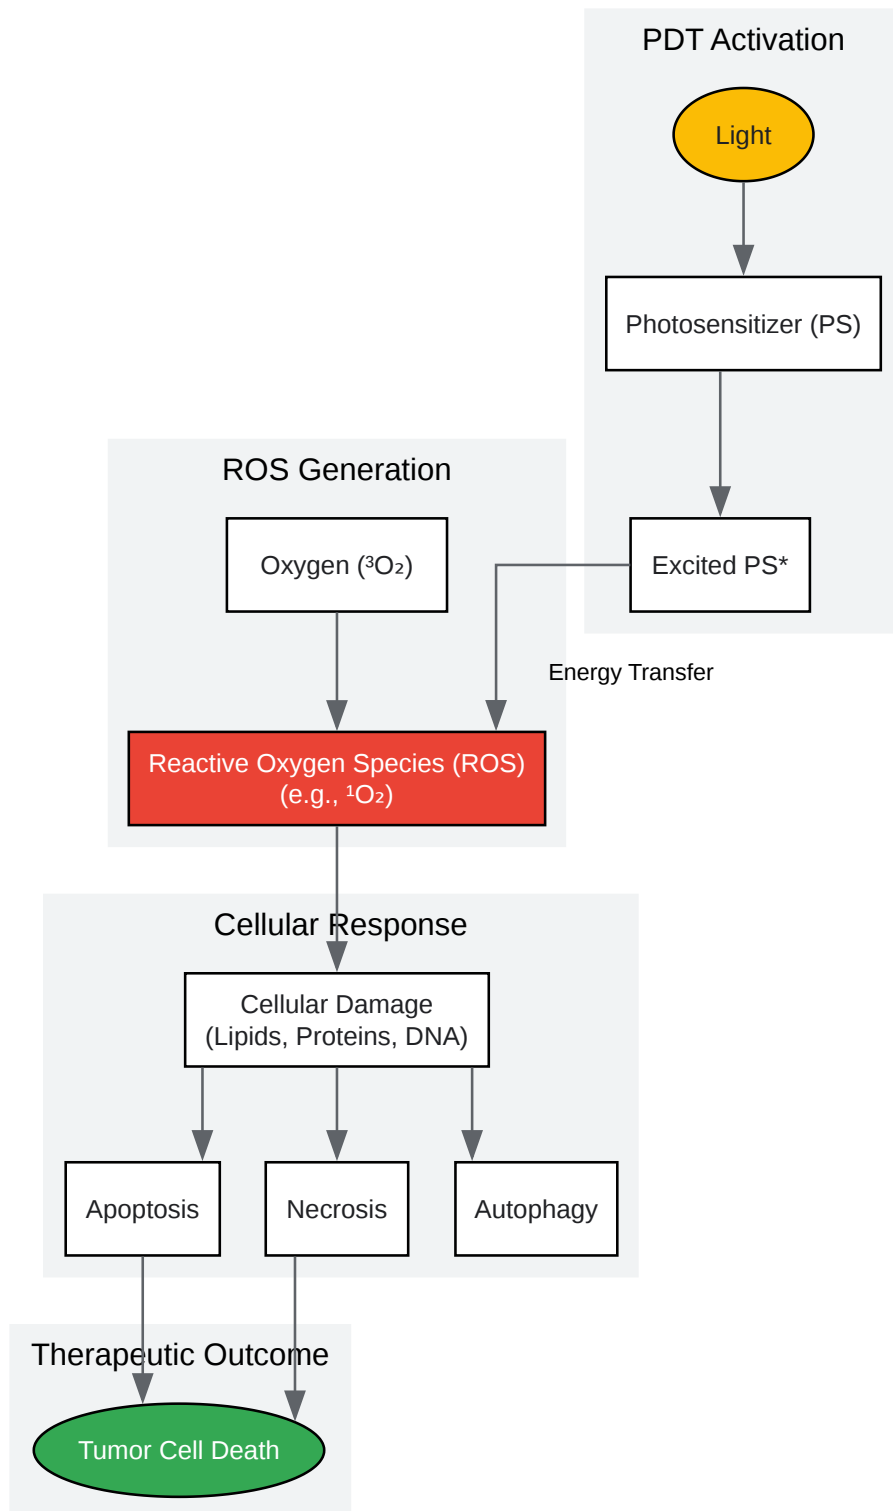 PDT Activation
Light
Photosensitizer (PS)
ROS Generation
Oxygen (³O₂)
Excited PS*
Energy Transfer
Reactive Oxygen Species (ROS)
(e.g., ¹O₂)
Cellular Response
Cellular Damage
(Lipids, Proteins, DNA)
Apoptosis
Necrosis
Autophagy
Therapeutic Outcome
Tumor Cell Death